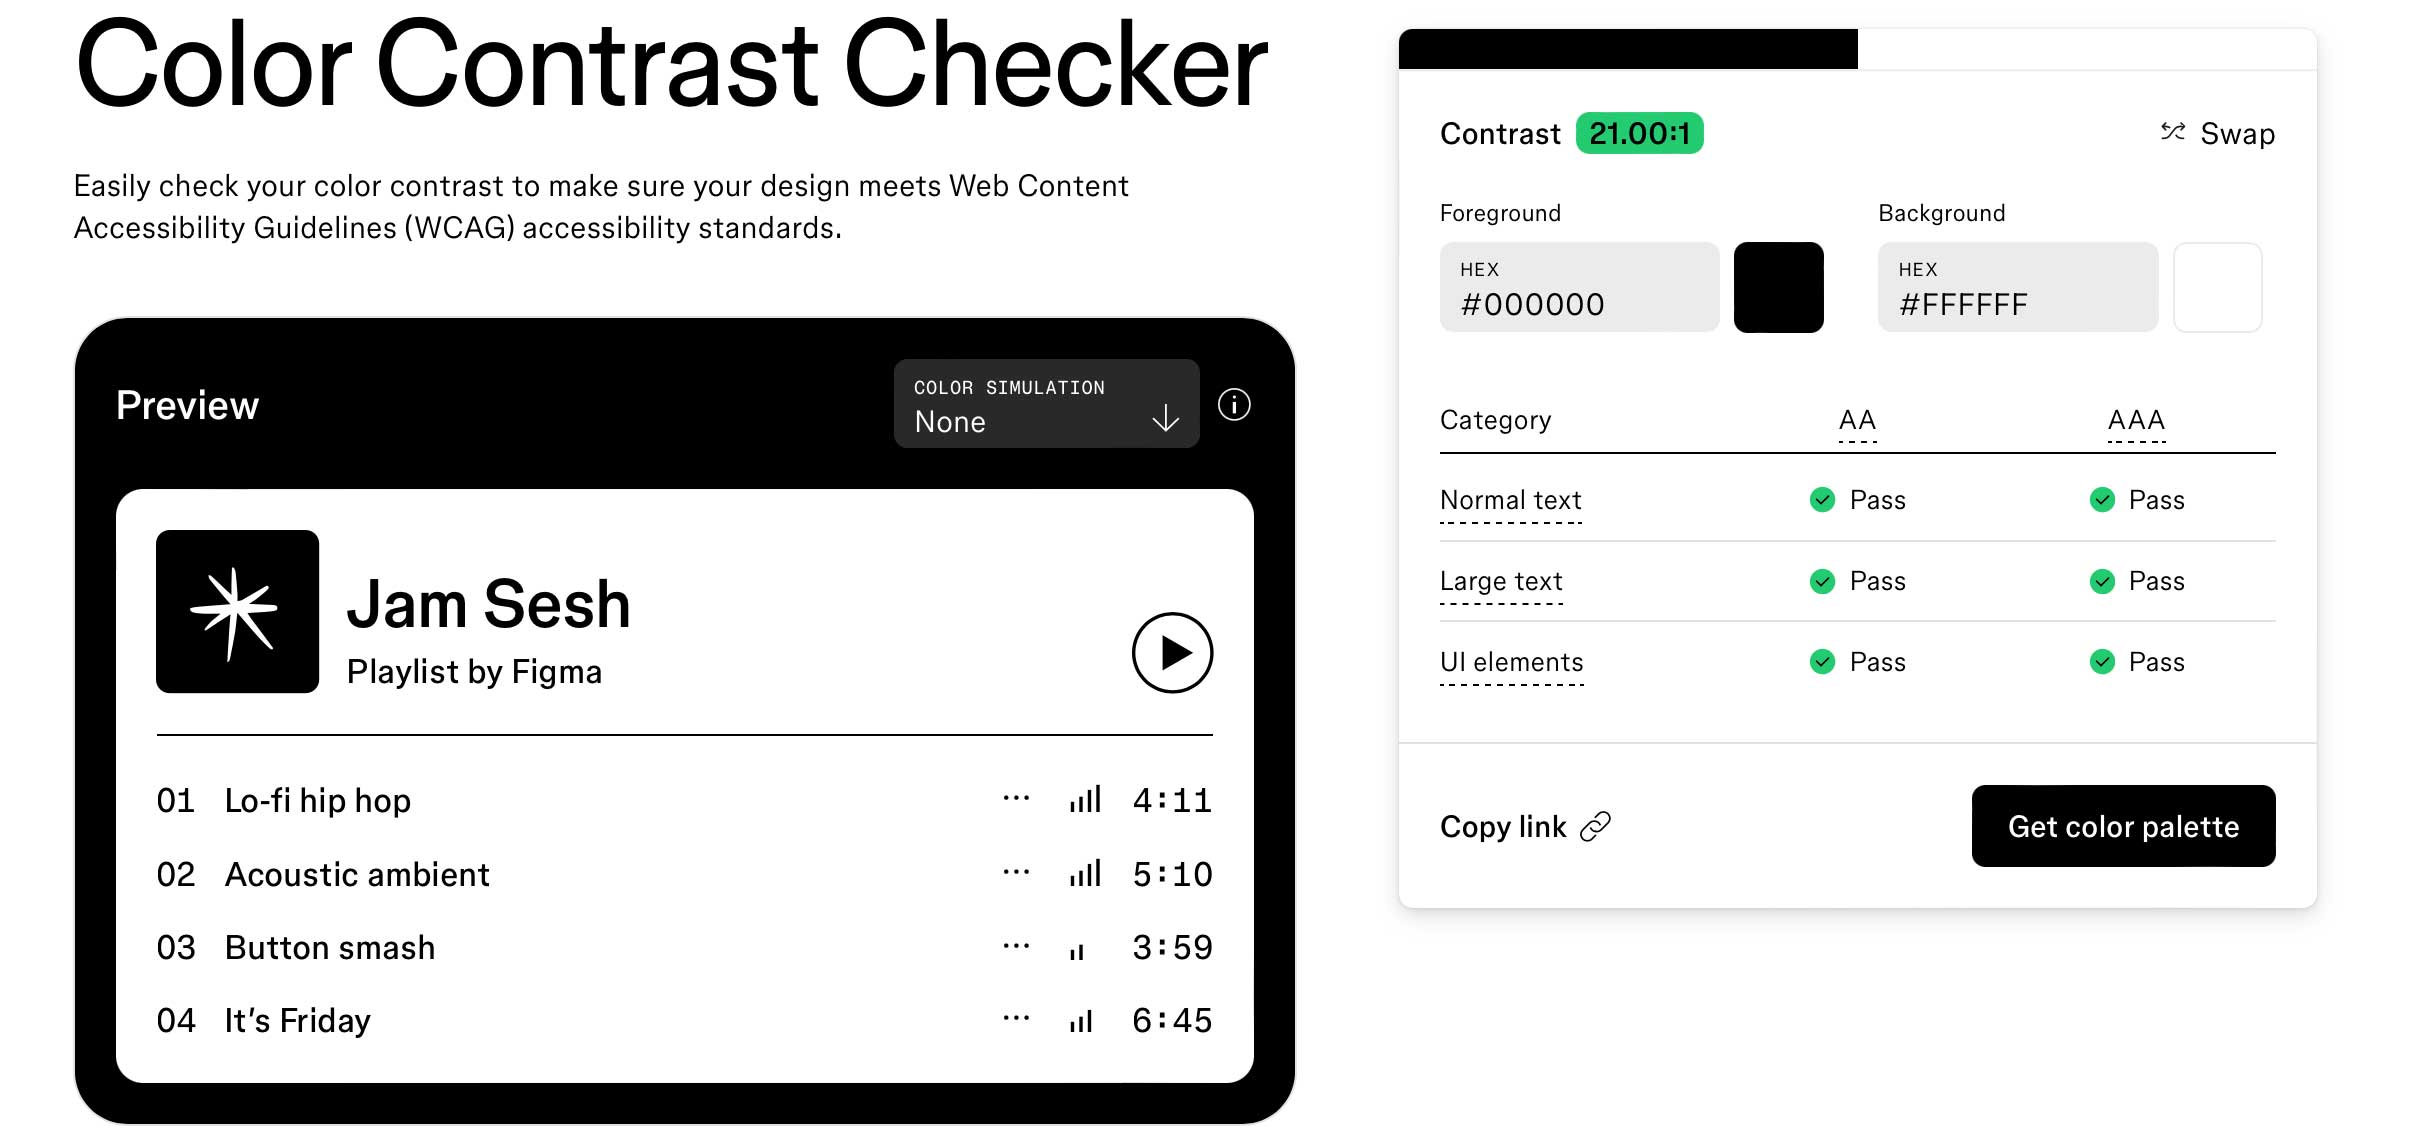 Color Contrast Checker
Easily check your color contrast to make sure your design meets Web Content
Accessibility Guidelines (WCAG) accessibility standards.
Preview
COLOR SIMULATION
None
Jam Sesh
Playlist by Figma
01 Lo-fi hip hop ... 4:11
02 Acoustic ambient ... 5:10
03 Button smash ... 3:59
04 It’s Friday ... 6:45
Contrast 21.00:1 Swap
Foreground Background
HEX HEX
#000000 #FFFFFF
Category AA AAA
Normal text Pass Pass
Large text Pass Pass
UI elements Pass Pass
Copy link Get color palette